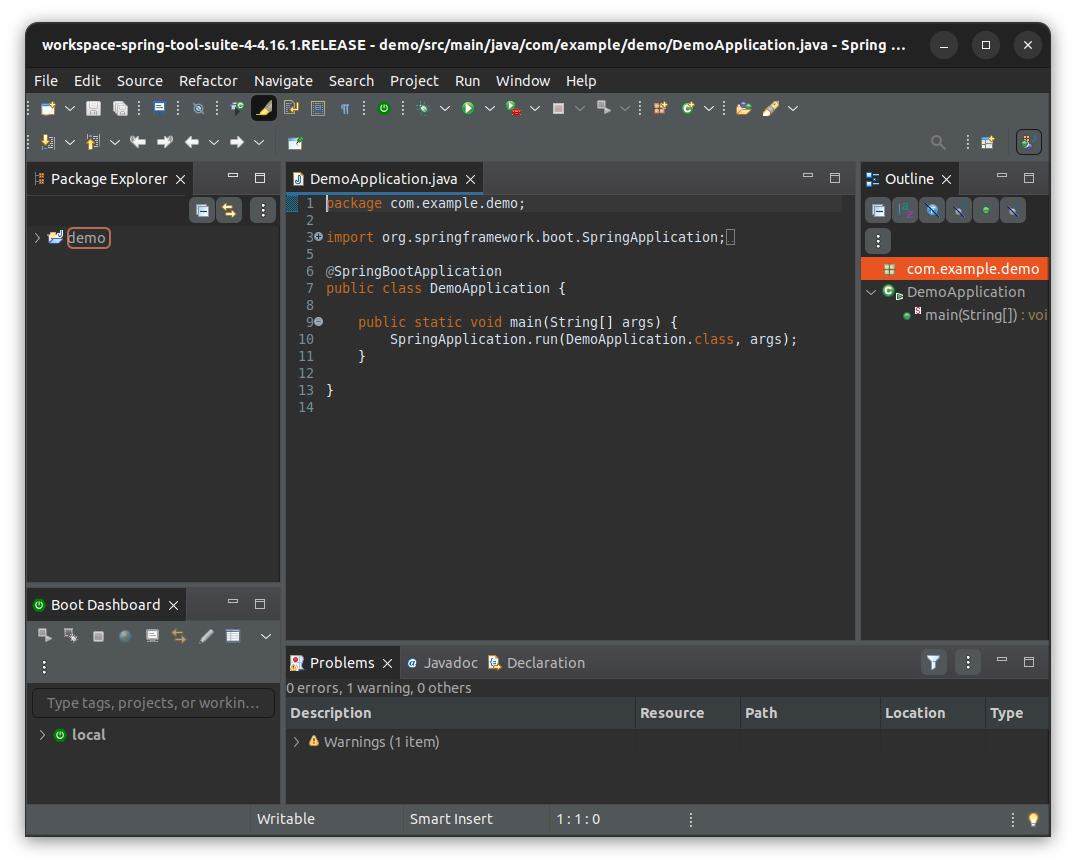 workspace-spring-tool-suite-4-4.16.1.RELEASE - demo/src/main/java/com/example/demo/DemoApplication.java - Spring ...
File Edit Source Refactor Navigate Search Project Run Window Help
Package Explorer
demo
DemoApplication.java
1 package com.example.demo;
2
3 import org.springframework.boot.SpringApplication;
5
6 @SpringBootApplication
7 public class DemoApplication {
8
9     public static void main(String[] args) {
10         SpringApplication.run(DemoApplication.class, args);
11     }
12
13 }
14
Outline
com.example.demo
DemoApplication
main(String[]) : voi
Boot Dashboard
Type tags, projects, or workin...
local
Problems Javadoc Declaration
0 errors, 1 warning, 0 others
Description Resource Path Location Type
Warnings (1 item)
Writable Smart Insert 1 : 1 : 0